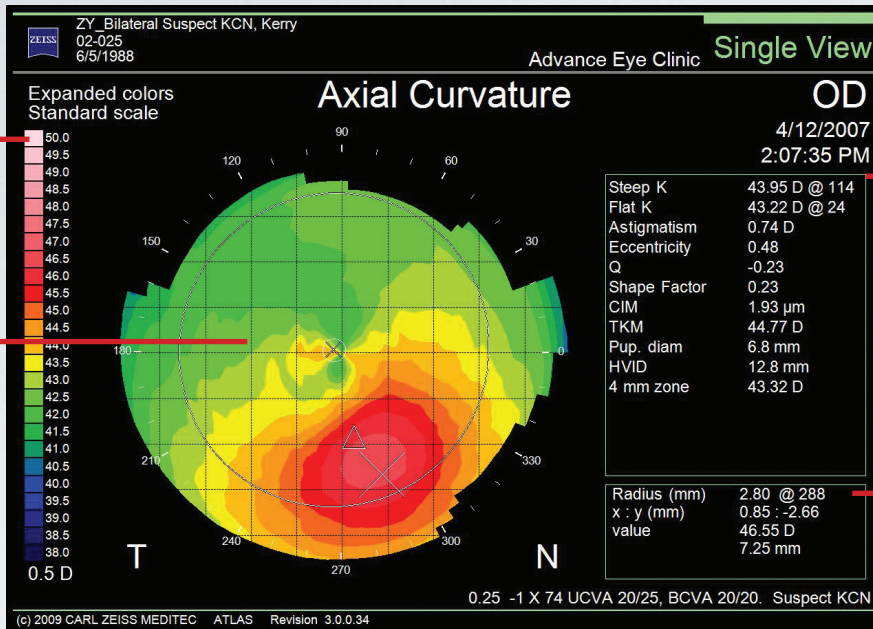 ZEISS
ZY_Bilateral Suspect KCN, Kerry
02-025
6/5/1988
Advance Eye Clinic
Single View
Expanded colors
Standard scale
Axial Curvature
OD
4/12/2007
2:07:35 PM
50.0
49.5
49.0
48.5
48.0
47.5
47.0
46.5
46.0
45.5
45.0
44.5
44.0
43.5
43.0
42.5
42.0
41.5
41.0
40.5
40.0
39.5
39.0
38.5
38.0
0.5 D
90
120
60
150
30
180
0
210
330
240
300
270
T
N
Steep K 43.95 D @ 114
Flat K 43.22 D @ 24
Astigmatism 0.74 D
Eccentricity 0.48
Q -0.23
Shape Factor 0.23
CIM 1.93 µm
TKM 44.77 D
Pup. diam 6.8 mm
HVID 12.8 mm
4 mm zone 43.32 D
Radius (mm) 2.80 @ 288
x : y (mm) 0.85 : -2.66
value 46.55 D
7.25 mm
0.25 -1 X 74 UCVA 20/25, BCVA 20/20. Suspect KCN
(c) 2009 CARL ZEISS MEDITEC ATLAS Revision 3.0.0.34